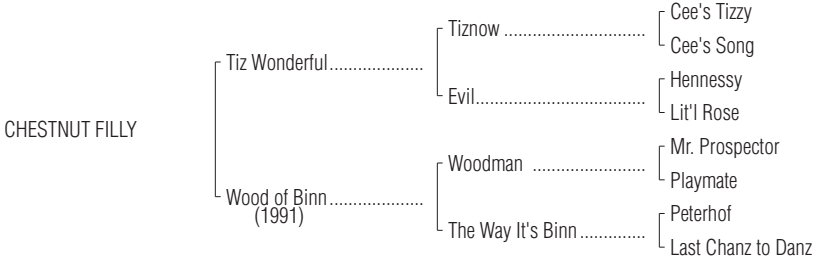 Cee's Tizzy
Tiznow ..............................
Cee's Song
Tiz Wonderful....................
Hennessy
Evil....................................
Lit'l Rose
CHESTNUT FILLY
Mr. Prospector
Woodman ........................
Playmate
Wood of Binn....................
(1991)
Peterhof
The Way It's Binn ..............
Last Chanz to Danz